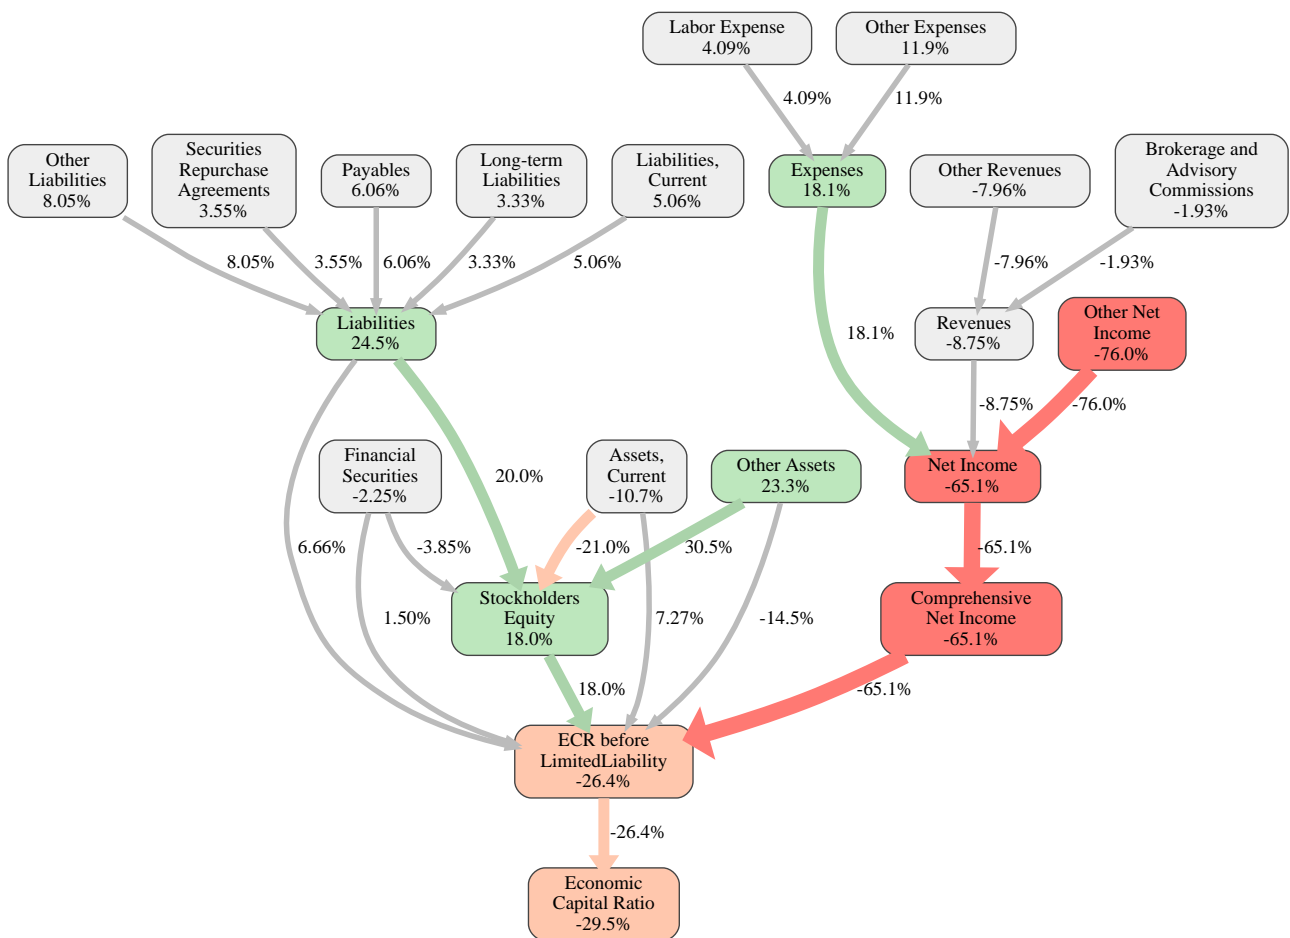 Labor Expense
4.09%
Other Expenses
11.9%
4.09%
11.9%
Other
Liabilities
8.05%
Securities
Repurchase
Agreements
3.55%
Payables
6.06%
Long-term
Liabilities
3.33%
Liabilities,
Current
5.06%
Expenses
18.1%
Other Revenues
-7.96%
Brokerage and
Advisory
Commissions
-1.93%
8.05%
3.55%
6.06%
3.33%
5.06%
-7.96%
-1.93%
Liabilities
24.5%
18.1%
Revenues
-8.75%
Other Net
Income
-76.0%
-8.75%
-76.0%
Financial
Securities
-2.25%
20.0%
Assets,
Current
-10.7%
Other Assets
23.3%
Net Income
-65.1%
6.66%
-3.85%
-21.0%
30.5%
-65.1%
1.50%
Stockholders
Equity
18.0%
7.27%
-14.5%
Comprehensive
Net Income
-65.1%
18.0%
-65.1%
ECR before
LimitedLiability
-26.4%
-26.4%
Economic
Capital Ratio
-29.5%